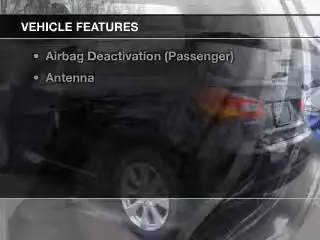 VEHICLE FEATURES
• Airbag Deactivation (Passenger)
• Antenna